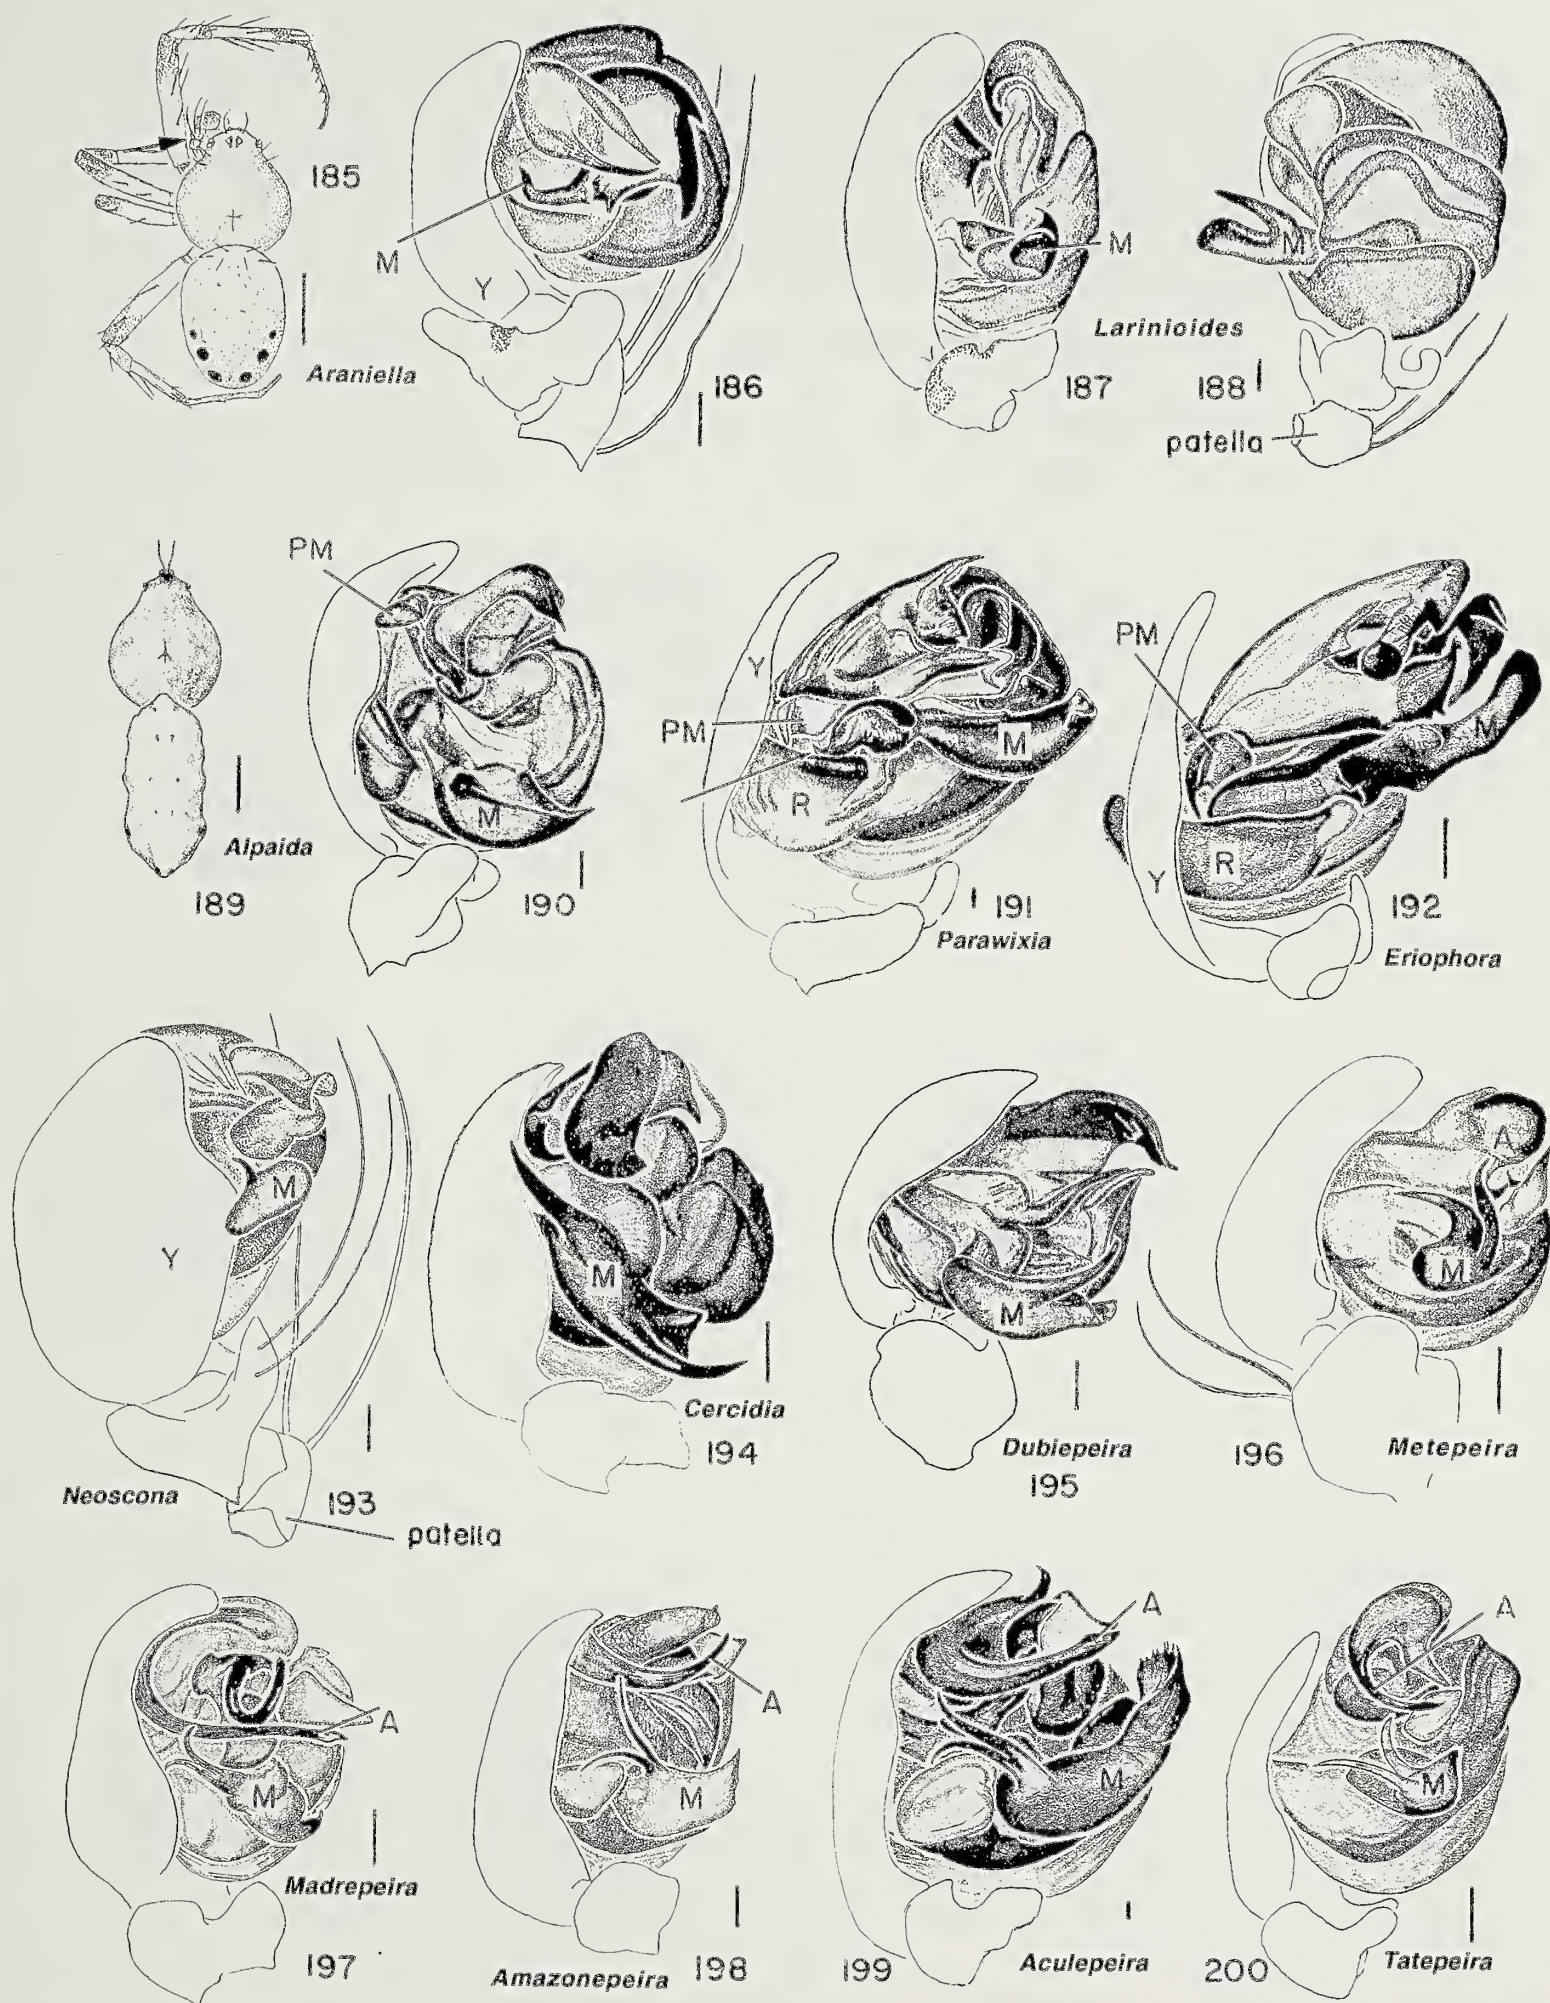 185
M
Y
Araniella
186
M
Larinioides
187
M
188
patella
PM
M
Alpaida
189
190
Y
PM
M
R
191
Parawixia
PM
M
R
Y
192
Eriophora
M
Y
Neoscona
193
patella
M
Cercidia
194
M
Dubiepeira
195
A
M
196
Metepeira
A
M
Madrepeira
197
A
M
Amazonepeira
198
A
M
199
Aculepeira
A
M
200
Tatepeira